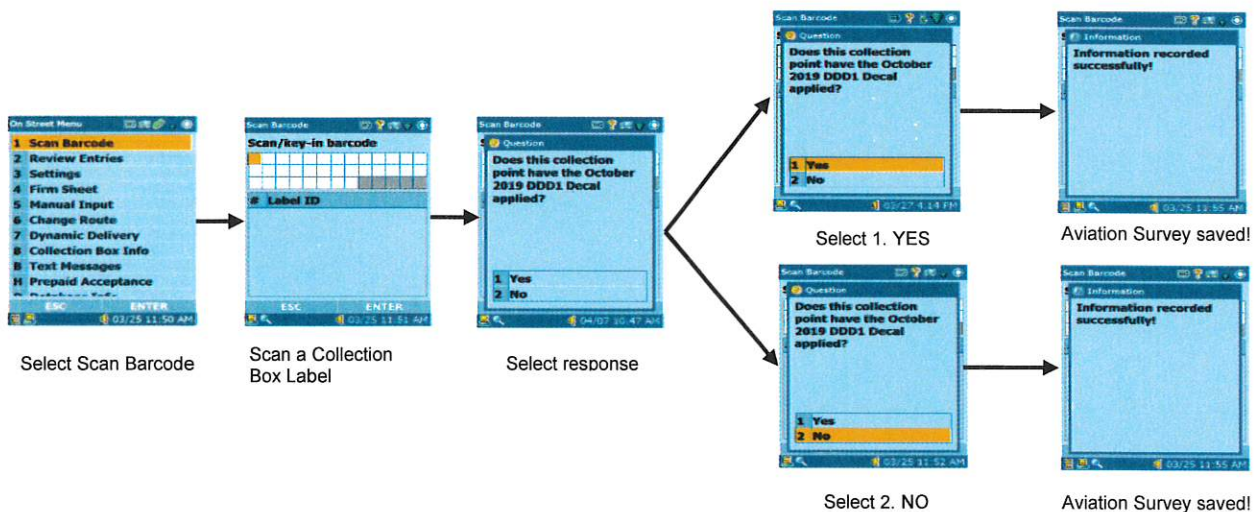 On Street Menu
1 Scan Barcode
2 Review Entries
3 Settings
4 Firm Sheet
5 Manual Input
6 Change Route
7 Dynamic Delivery
8 Collection Box Info
B Text Messages
H Prepaid Acceptance
Database Info
ESC ENTER
03/25 11:50 AM
Select Scan Barcode
Scan Barcode
Scan/key-in barcode
# Label ID
ESC ENTER
03/25 11:51 AM
Scan a Collection
Box Label
Scan Barcode
Question
Does this collection
point have the October
2019 DDD1 Decal
applied?
1 Yes
2 No
04/07 10:47 AM
Select response
Scan Barcode
Question
Does this collection
point have the October
2019 DDD1 Decal
applied?
1 Yes
2 No
03/27 4:14 PM
Select 1. YES
Scan Barcode
Information
Information recorded
successfully!
03/25 11:55 AM
Aviation Survey saved!
Scan Barcode
Question
Does this collection
point have the October
2019 DDD1 Decal
applied?
1 Yes
2 No
03/25 11:52 AM
Select 2. NO
Scan Barcode
Information
Information recorded
successfully!
03/25 11:55 AM
Aviation Survey saved!